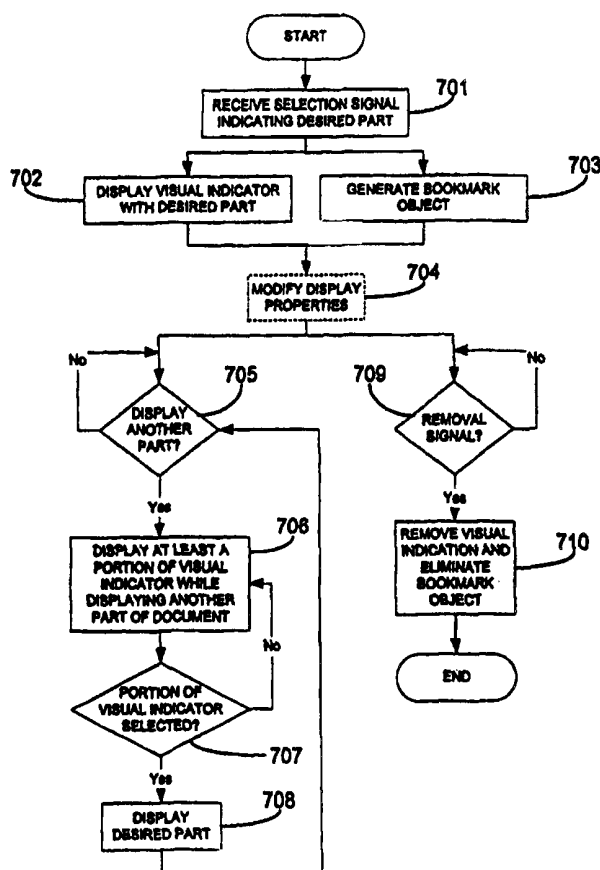 START
701
RECEIVE SELECTION SIGNAL
INDICATING DESIRED PART
702
DISPLAY VISUAL INDICATOR
WITH DESIRED PART
703
GENERATE BOOKMARK
OBJECT
704
MODIFY DISPLAY
PROPERTIES
No
705
DISPLAY
ANOTHER
PART?
Yes
706
DISPLAY AT LEAST A
PORTION OF VISUAL
INDICATOR WHILE
DISPLAYING ANOTHER
PART OF DOCUMENT
No
PORTION OF
VISUAL INDICATOR
SELECTED?
707
Yes
708
DISPLAY
DESIRED PART
No
709
REMOVAL
SIGNAL?
Yes
REMOVE VISUAL
INDICATION AND
ELIMINATE
BOOKMARK
OBJECT
710
END